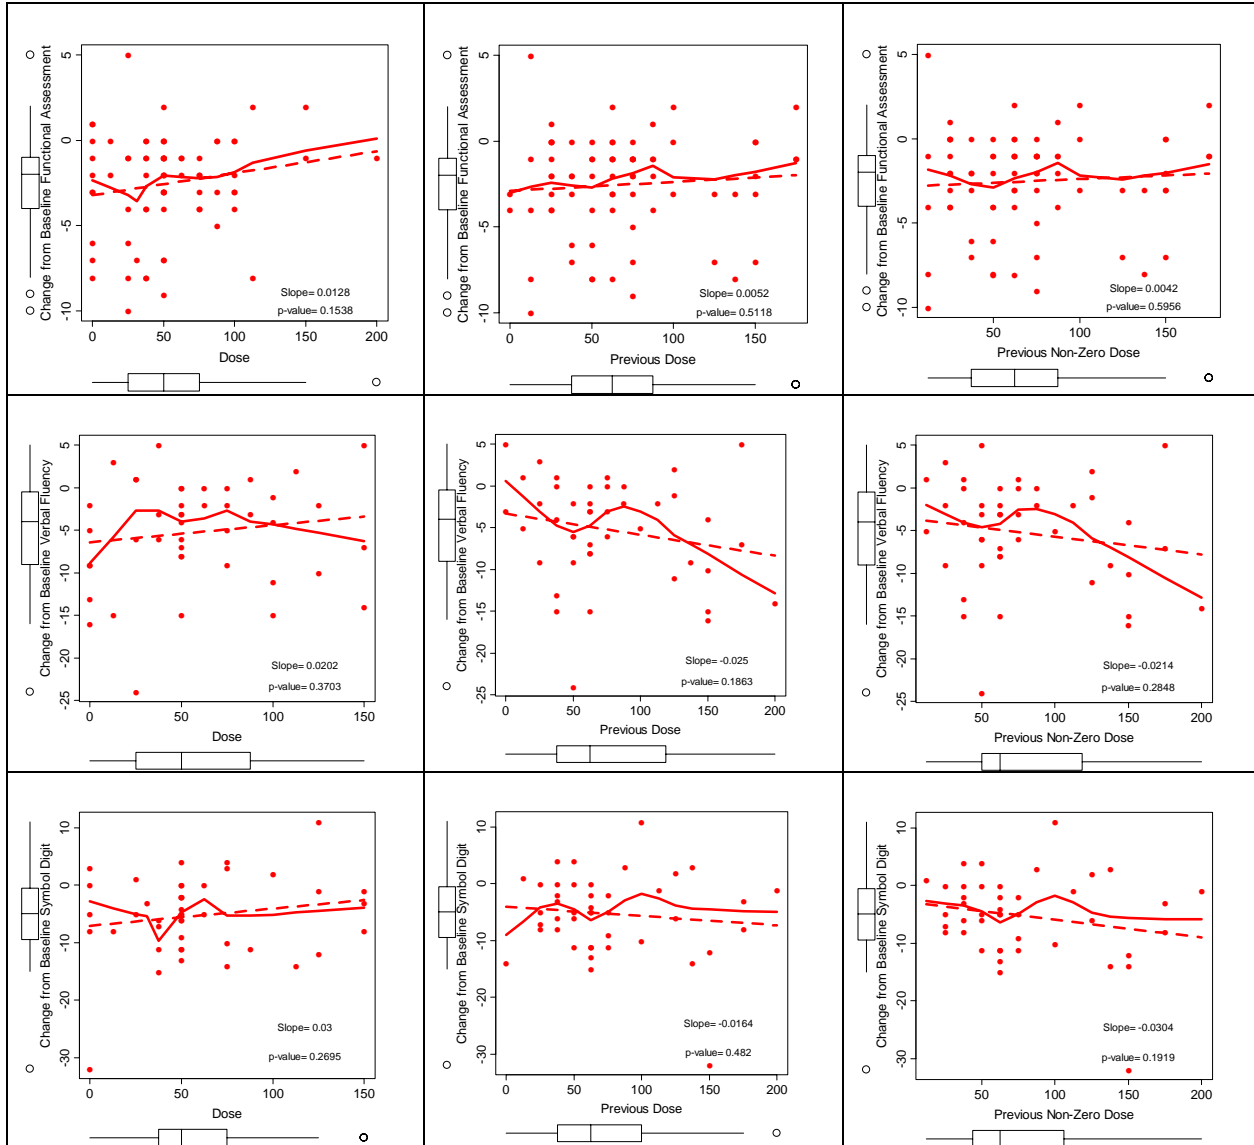 Change from Baseline Functional Assessment
5
0
-5
-10
Slope= 0.0128
p-value= 0.1538
0 50 100 150 200
Dose
Change from Baseline Functional Assessment
5
0
-5
-10
Slope= 0.0052
p-value= 0.5118
0 50 100 150
Previous Dose
Change from Baseline Functional Assessment
5
0
-5
-10
Slope= 0.0042
p-value= 0.5956
50 100 150
Previous Non-Zero Dose
Change from Baseline Verbal Fluency
5
0
-5
-10
-15
-20
-25
Slope= 0.0202
p-value= 0.3703
0 50 100 150
Dose
Change from Baseline Verbal Fluency
5
0
-5
-10
-15
-20
-25
Slope= -0.025
p-value= 0.1863
0 50 100 150 200
Previous Dose
Change from Baseline Verbal Fluency
5
0
-5
-10
-15
-20
-25
Slope= -0.0214
p-value= 0.2848
50 100 150 200
Previous Non-Zero Dose
Change from Baseline Symbol Digit
10
0
-10
-20
-30
Slope= 0.03
p-value= 0.2695
0 50 100 150
Dose
Change from Baseline Symbol Digit
10
0
-10
-20
-30
Slope= -0.0164
p-value= 0.482
0 50 100 150 200
Previous Dose
Change from Baseline Symbol Digit
10
0
-10
-20
-30
Slope= -0.0304
p-value= 0.1919
50 100 150 200
Previous Non-Zero Dose